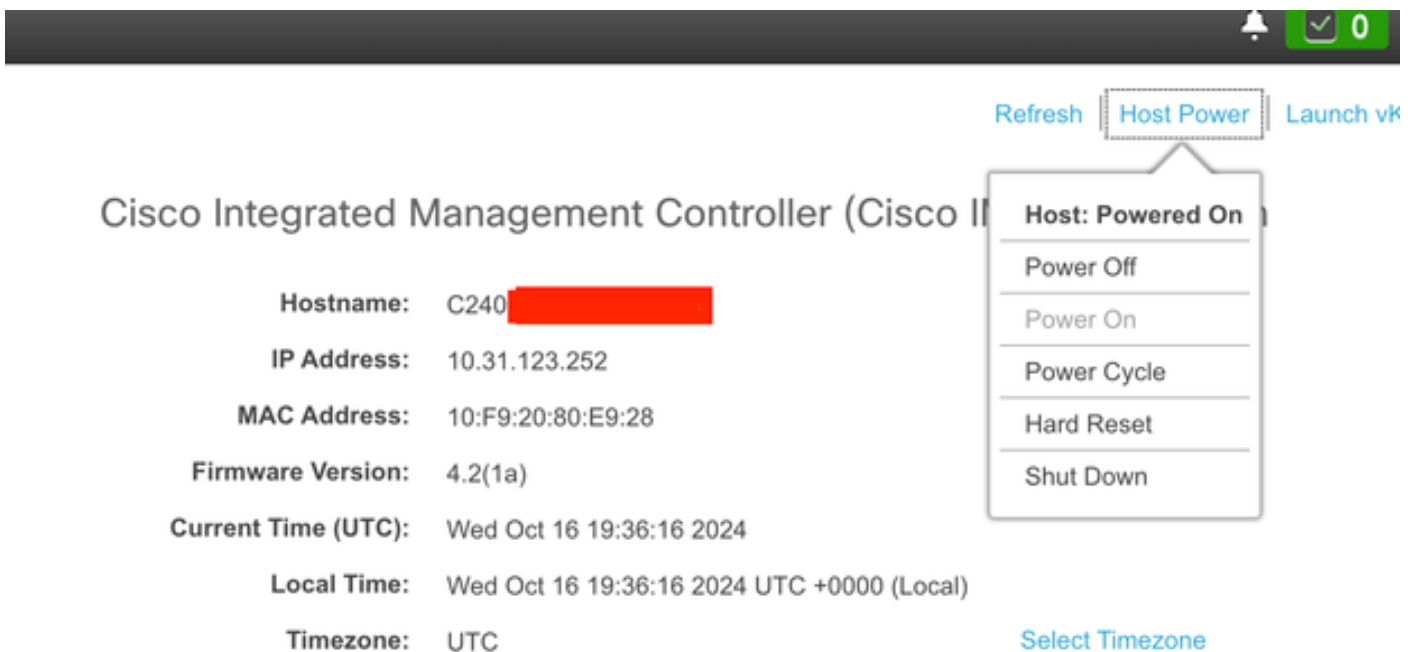 0
Refresh Host Power Launch vK
Cisco Integrated Management Controller (Cisco I
Host: Powered On
Power Off
Power On
Power Cycle
Hard Reset
Shut Down
Hostname: C240
IP Address: 10.31.123.252
MAC Address: 10:F9:20:80:E9:28
Firmware Version: 4.2(1a)
Current Time (UTC): Wed Oct 16 19:36:16 2024
Local Time: Wed Oct 16 19:36:16 2024 UTC +0000 (Local)
Timezone: UTC Select Timezone